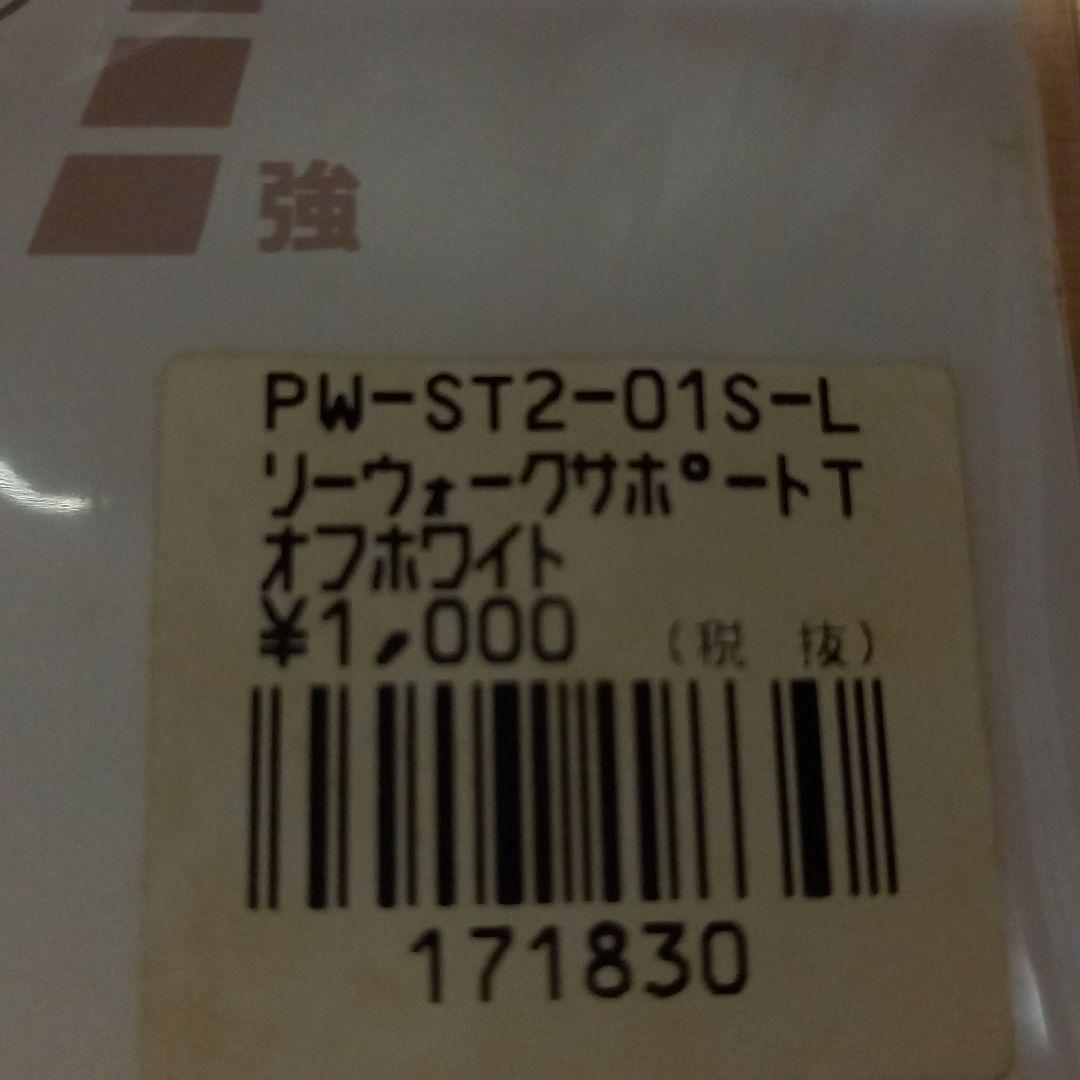 強
PW-ST2-01S-L
リーウォークサポートT
オフホワイト
¥1,000 (税 抜)
171830